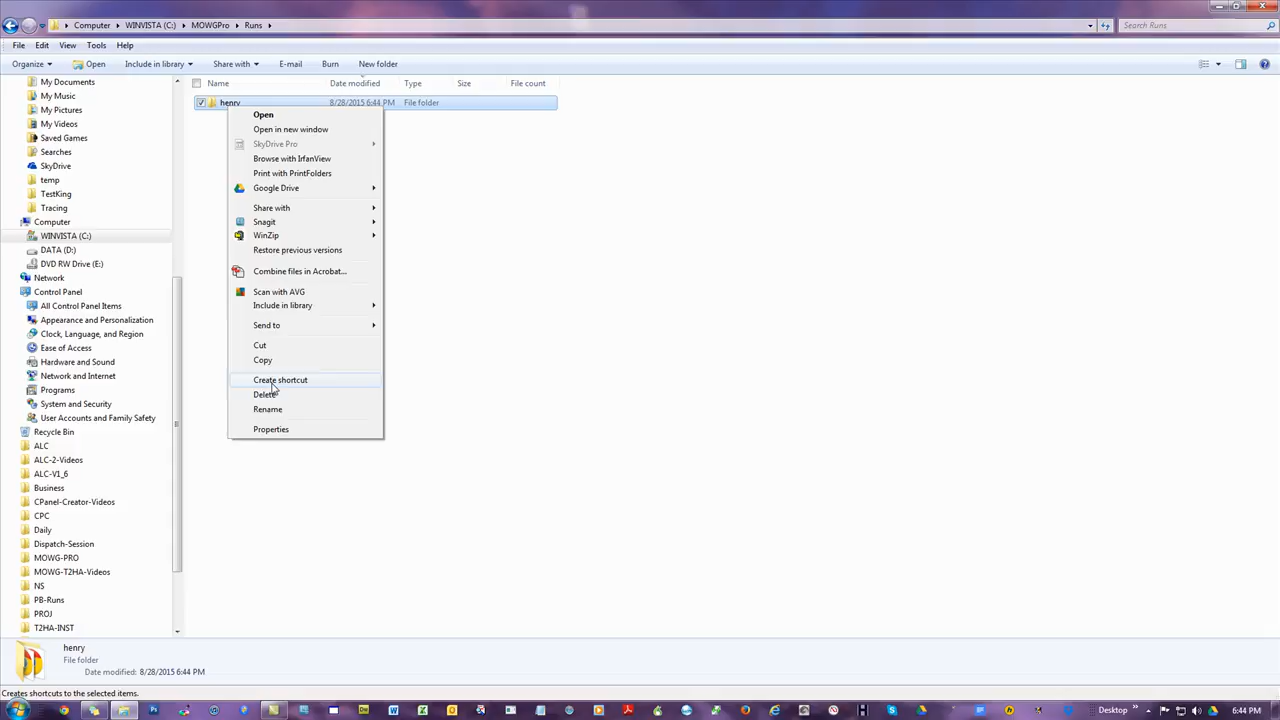 Computer ▸ WINVISTA (C:) ▸ MOWGPro ▸ Runs ▸
Search Runs
File Edit View Tools Help
Organize Open Include in library Share with E-mail Burn New folder
Name Date modified Type Size File count
henry 8/28/2015 6:44 PM File folder
Open
Open in new window
SkyDrive Pro
Browse with IrfanView
Print with PrintFolders
Google Drive
Share with
Snagit
WinZip
Restore previous versions
Combine files in Acrobat...
Scan with AVG
Include in library
Send to
Cut
Copy
Create shortcut
Delete
Rename
Properties
My Documents
My Music
My Pictures
My Videos
Saved Games
Searches
SkyDrive
temp
TestKing
Tracing
Computer
WINVISTA (C:)
DATA (D:)
DVD RW Drive (E:)
Network
Control Panel
All Control Panel Items
Appearance and Personalization
Clock, Language, and Region
Ease of Access
Hardware and Sound
Network and Internet
Programs
System and Security
User Accounts and Family Safety
Recycle Bin
ALC
ALC-2-Videos
ALC-V1_6
Business
CPanel-Creator-Videos
CPC
Daily
Dispatch-Session
MOWG-PRO
MOWG-T2HA-Videos
NS
PB-Runs
PROJ
T2HA-INST
henry
File folder
Date modified: 8/28/2015 6:44 PM
Creates shortcuts to the selected items.
Desktop
6:44 PM